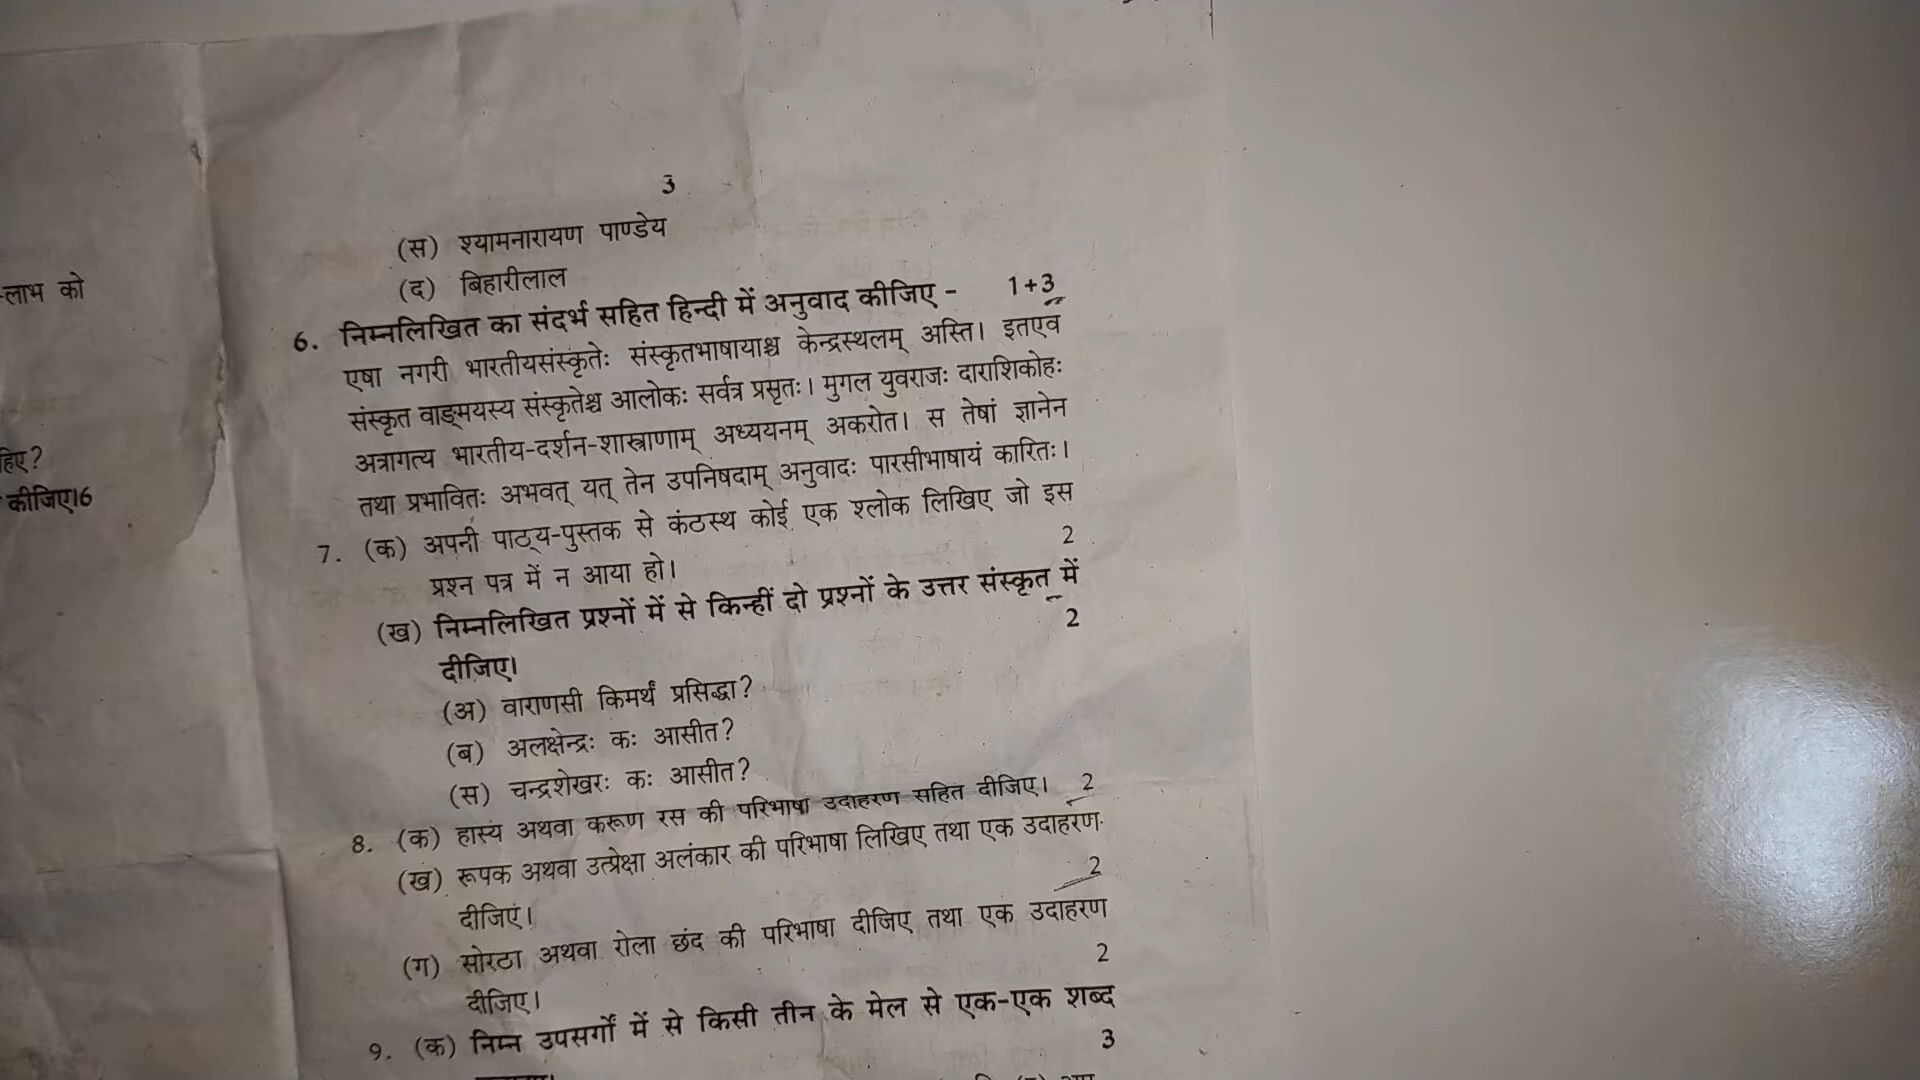 -लाभ को
हिए?
कीजिए।6
3
(स) श्यामनारायण पाण्डेय
(द) बिहारीलाल
6. निम्नलिखित का संदर्भ सहित हिन्दी में अनुवाद कीजिए - 1+3
एषा नगरी भारतीयसंस्कृतेः संस्कृतभाषायाश्च केन्द्रस्थलम् अस्ति। इतएव
संस्कृत वाङ्मयस्य संस्कृतेश्च आलोकः सर्वत्र प्रसृतः। मुगल युवराजः दाराशिकोहः
अत्रागत्य भारतीय-दर्शन-शास्त्राणाम् अध्ययनम् अकरोत। स तेषां ज्ञानेन
तथा प्रभावितः अभवत् यत् तेन उपनिषदाम् अनुवादः पारसीभाषायं कारितः।
7. (क) अपनी पाठ्य-पुस्तक से कंठस्थ कोई एक श्लोक लिखिए जो इस
प्रश्न पत्र में न आया हो। 2
(ख) निम्नलिखित प्रश्नों में से किन्हीं दो प्रश्नों के उत्तर संस्कृत में
दीजिए। 2
(अ) वाराणसी किमर्थं प्रसिद्धा?
(ब) अलक्षेन्द्रः कः आसीत?
(स) चन्द्रशेखरः कः आसीत?
8. (क) हास्य अथवा करूण रस की परिभाषा उदाहरण सहित दीजिए। 2
(ख) रूपक अथवा उत्प्रेक्षा अलंकार की परिभाषा लिखिए तथा एक उदाहरण
दीजिएं। 2
(ग) सोरठा अथवा रोला छंद की परिभाषा दीजिए तथा एक उदाहरण
दीजिए। 2
9. (क) निम्न उपसर्गों में से किसी तीन के मेल से एक-एक शब्द
3